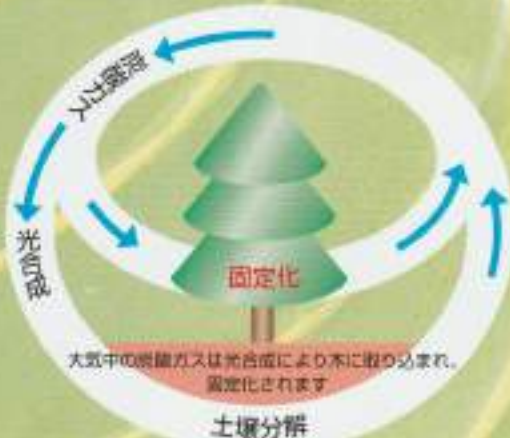 炭酸ガス
光合成
固定化
大気中の炭酸ガスは光合成により木に取り込まれ、
固定化されます
土壌分解